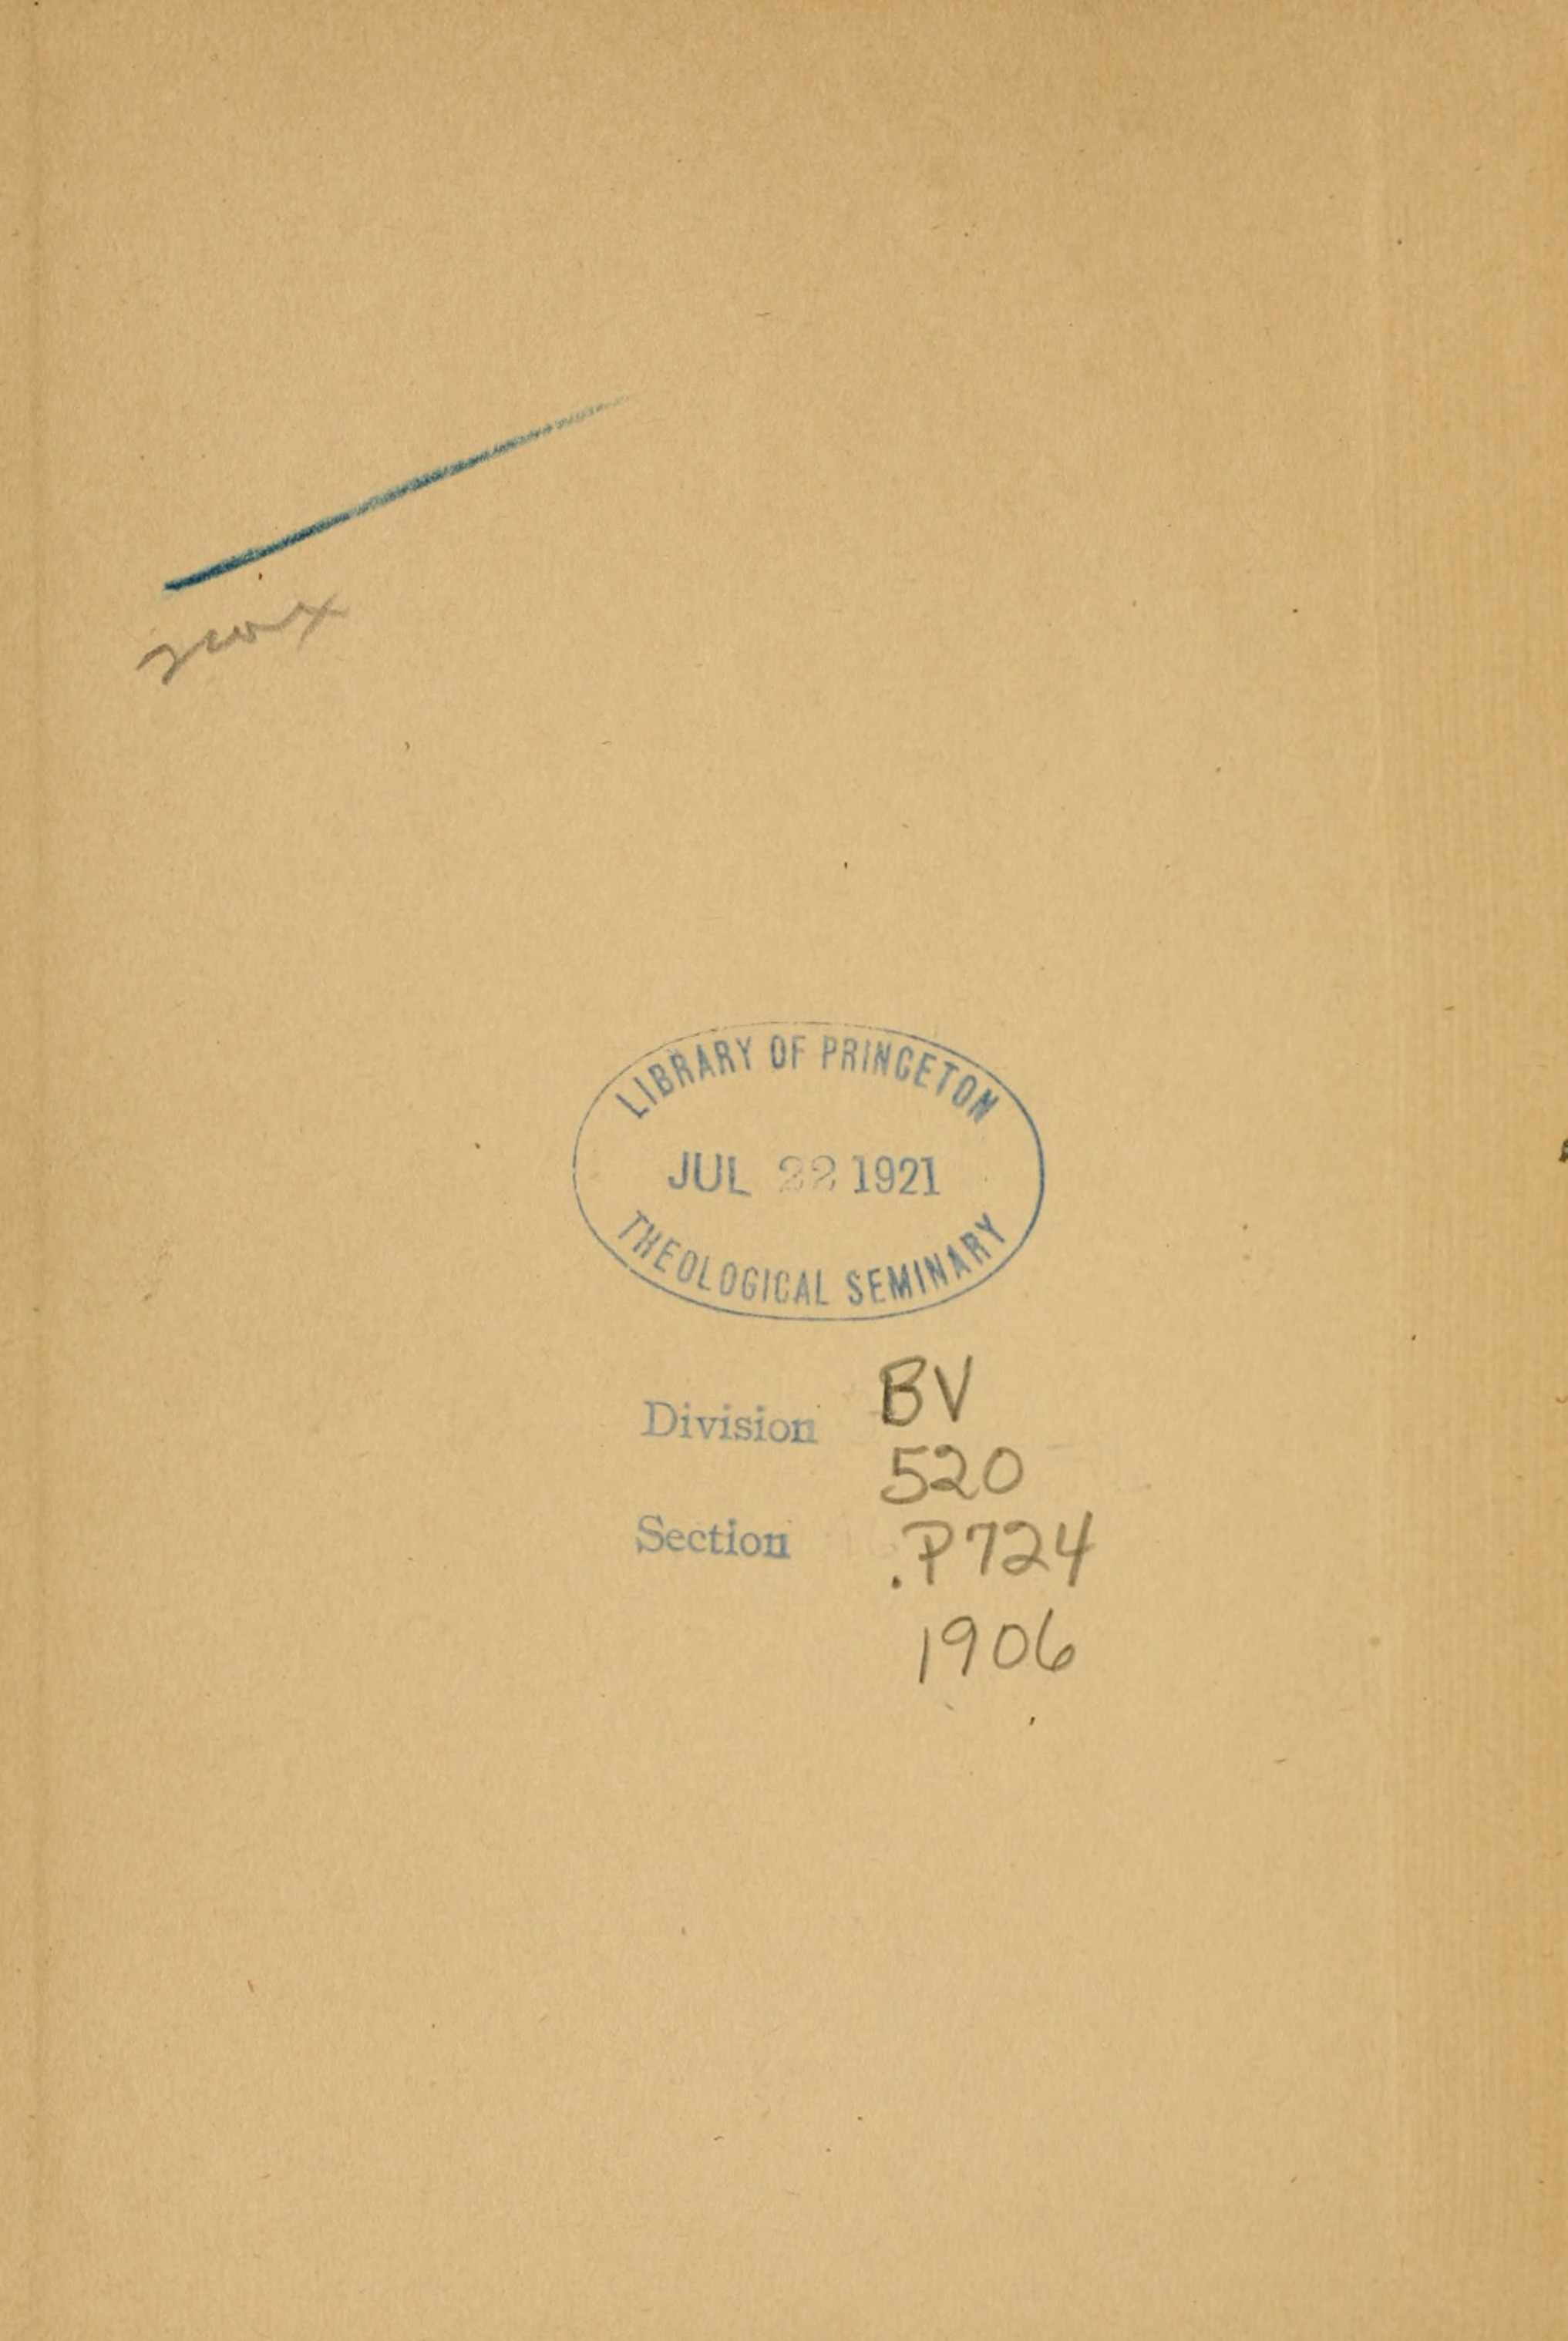 LIBRARY OF PRINCETON
JUL 22 1921
THEOLOGICAL SEMINARY
Division BV
520
Section .P724
1906